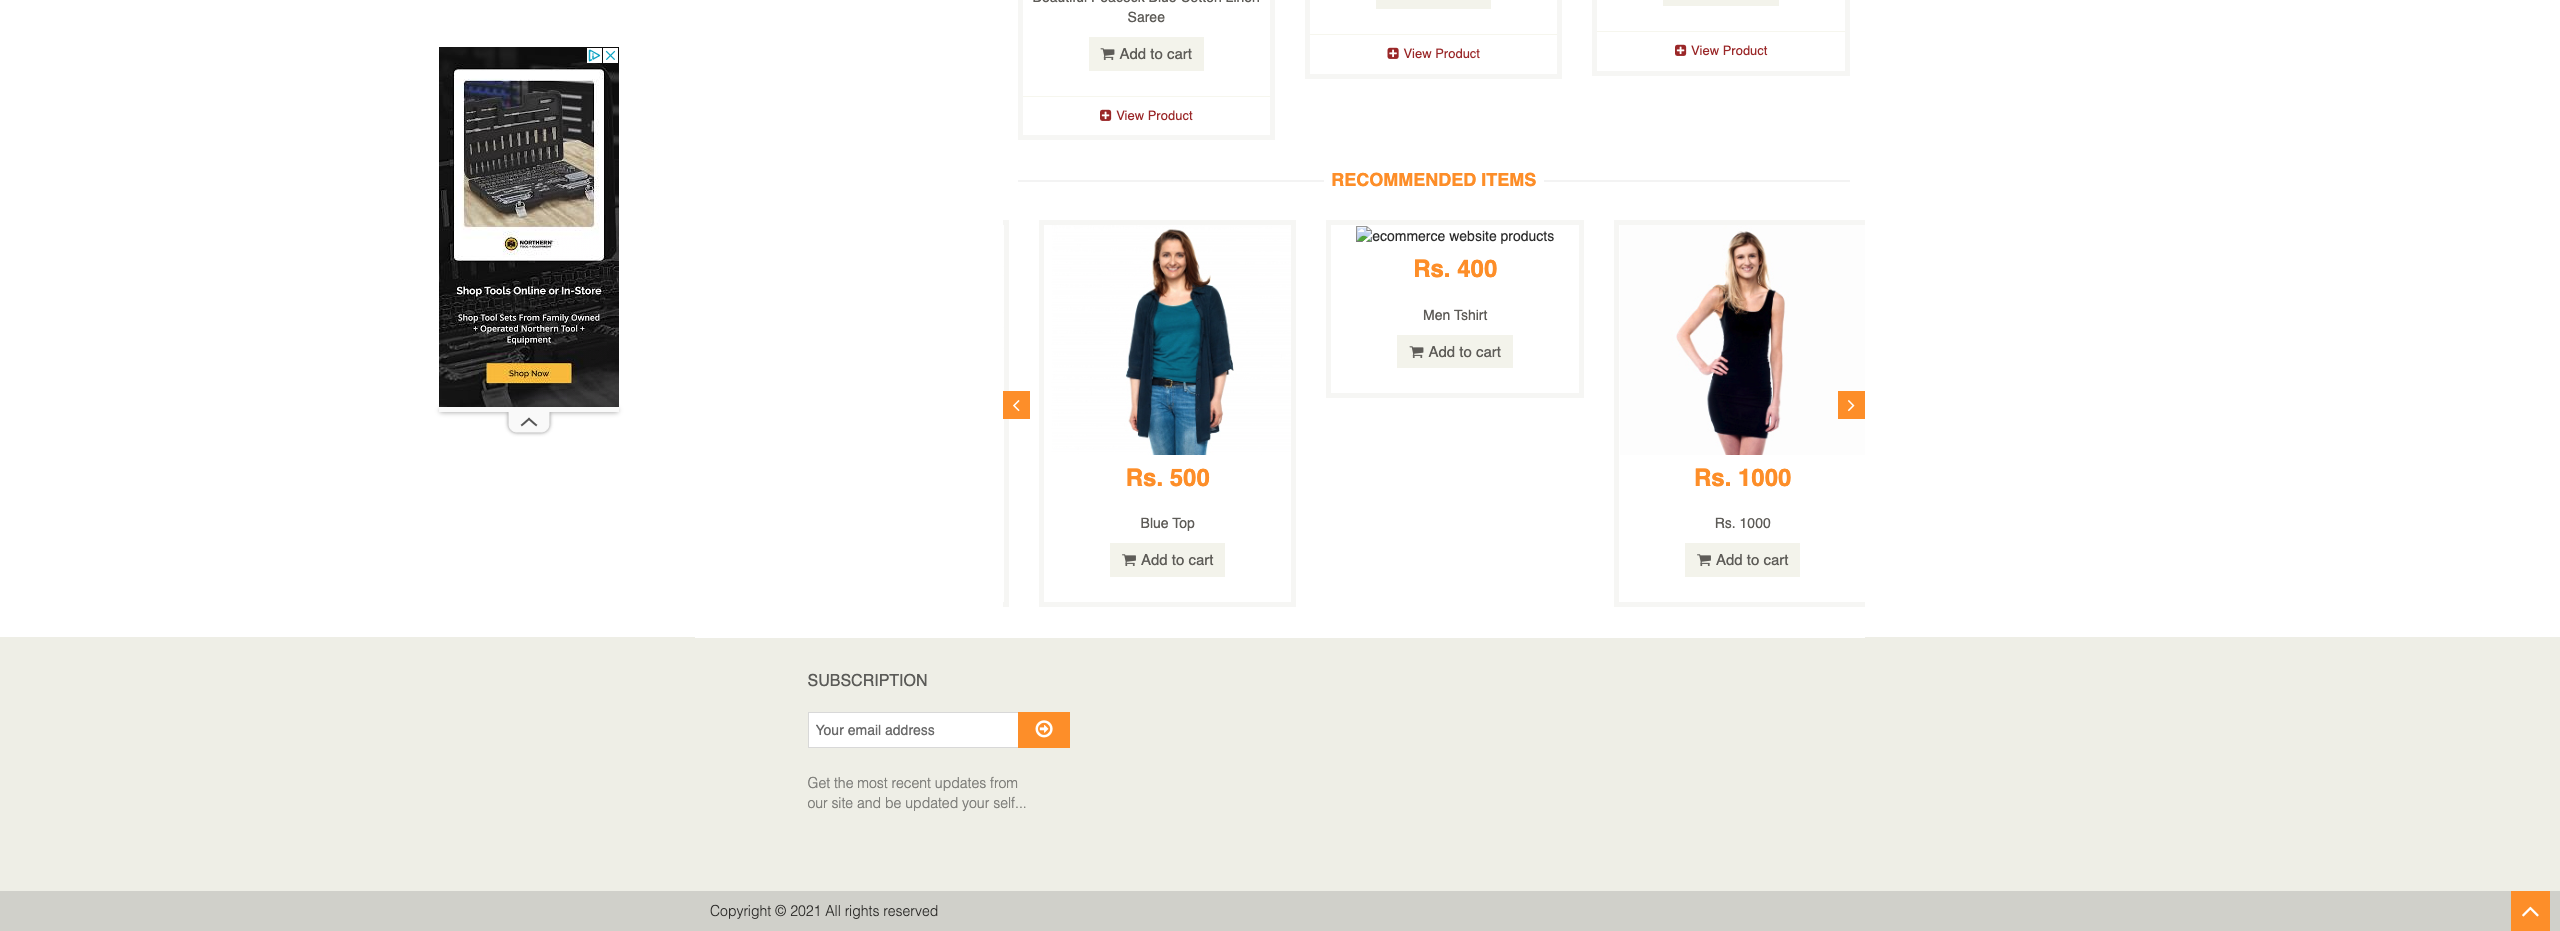 Saree
Add to cart
View Product
View Product
View Product
NORTHERN
Shop Tools Online or In-Store
Shop Tool Sets From Family Owned
+ Operated Northern Tool +
Equipment
Shop Now
RECOMMENDED ITEMS
Rs. 500
Blue Top
Add to cart
ecommerce website products
Rs. 400
Men Tshirt
Add to cart
Rs. 1000
Rs. 1000
Add to cart
SUBSCRIPTION
Your email address
Get the most recent updates from
our site and be updated your self...
Copyright © 2021 All rights reserved